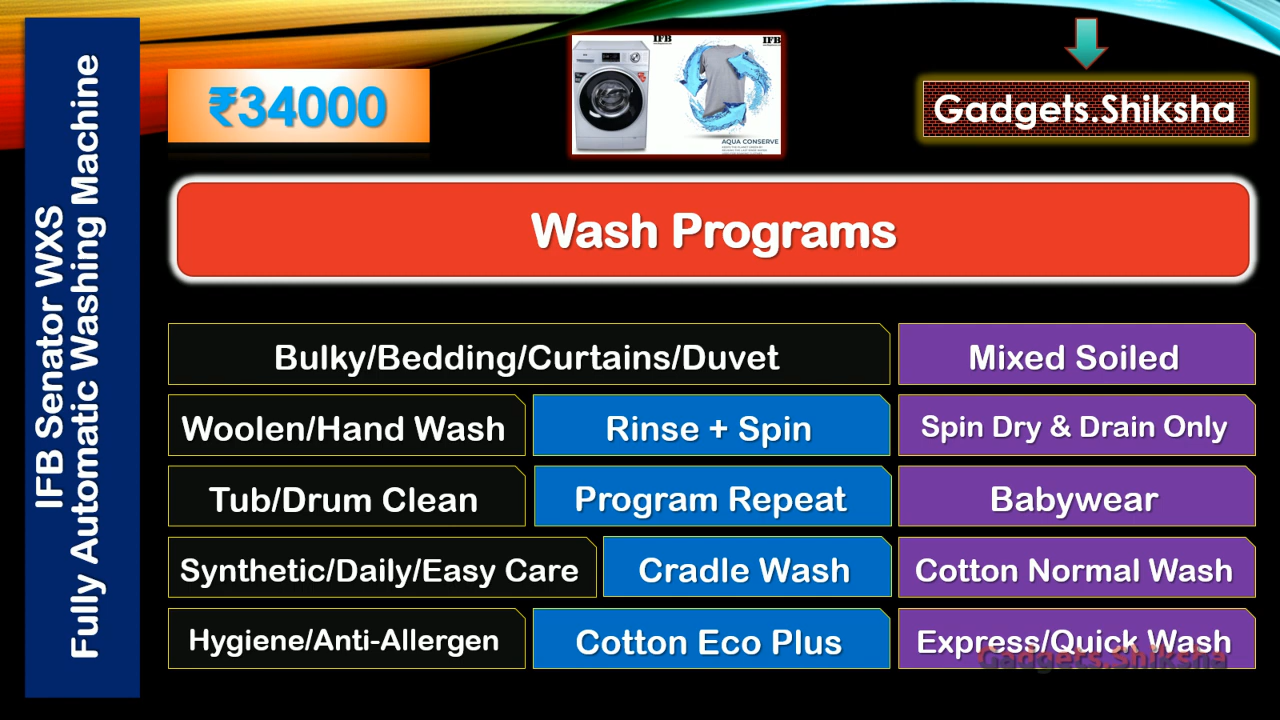 IFB Senator WXS
Fully Automatic Washing Machine
₹34000
IFB
IFB
AQUA CONSERVE
Gadgets.Shiksha
Wash Programs
Bulky/Bedding/Curtains/Duvet
Mixed Soiled
Woolen/Hand Wash
Rinse + Spin
Spin Dry & Drain Only
Tub/Drum Clean
Program Repeat
Babywear
Synthetic/Daily/Easy Care
Cradle Wash
Cotton Normal Wash
Hygiene/Anti-Allergen
Cotton Eco Plus
Express/Quick Wash
Gadgets.Shiksha